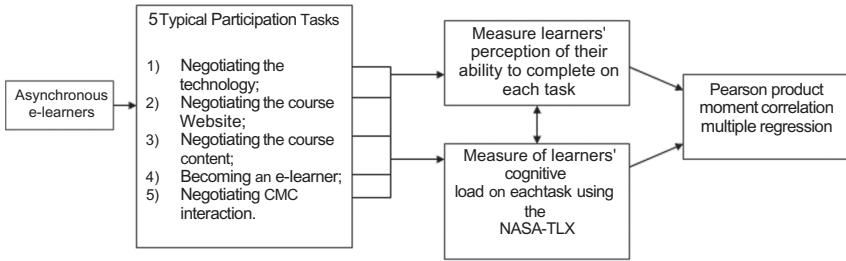 Asynchronous
e-learners
5Typical Participation Tasks
1) Negotiating the
technology;
2) Negotiating the course
Website;
3) Negotiating the course
content;
4) Becoming an e-learner;
5) Negotiating CMC
interaction.
Measure learners'
perception of their
ability to complete on
each task
Measure of learners'
cognitive
load on eachtask using
the
NASA-TLX
Pearson product
moment correlation
multiple regression